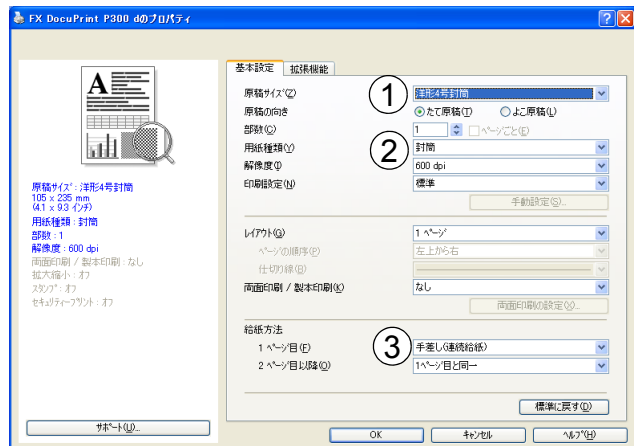 FX DocuPrint P300 dのプロパティ
基本設定 拡張機能
原稿サイズ(Z) ① 洋形4号封筒
原稿の向き たて原稿(T) よこ原稿(L)
部数(C) 1 ページごと(E)
用紙種類(Y) ② 封筒
解像度(I) 600 dpi
印刷設定(N) 標準
手動設定(S)...
レイアウト(G) 1 ページ
ページの順序(P) 左上から右
仕切り線(B)
両面印刷 / 製本印刷(K) なし
両面印刷の設定(X)...
給紙方法
1 ページ目(F) ③ 手差し(連続給紙)
2 ページ目以降(O) 1ページ目と同一
標準に戻す(D)
A
原稿サイズ : 洋形4号封筒
105 x 235 mm
(4.1 x 9.3 インチ)
用紙種類 : 封筒
部数 : 1
解像度 : 600 dpi
両面印刷 / 製本印刷 : なし
拡大縮小 : オフ
スタンプ : オフ
セキュリティープリント : オフ
サポート(U)...
OK キャンセル ヘルプ(H)